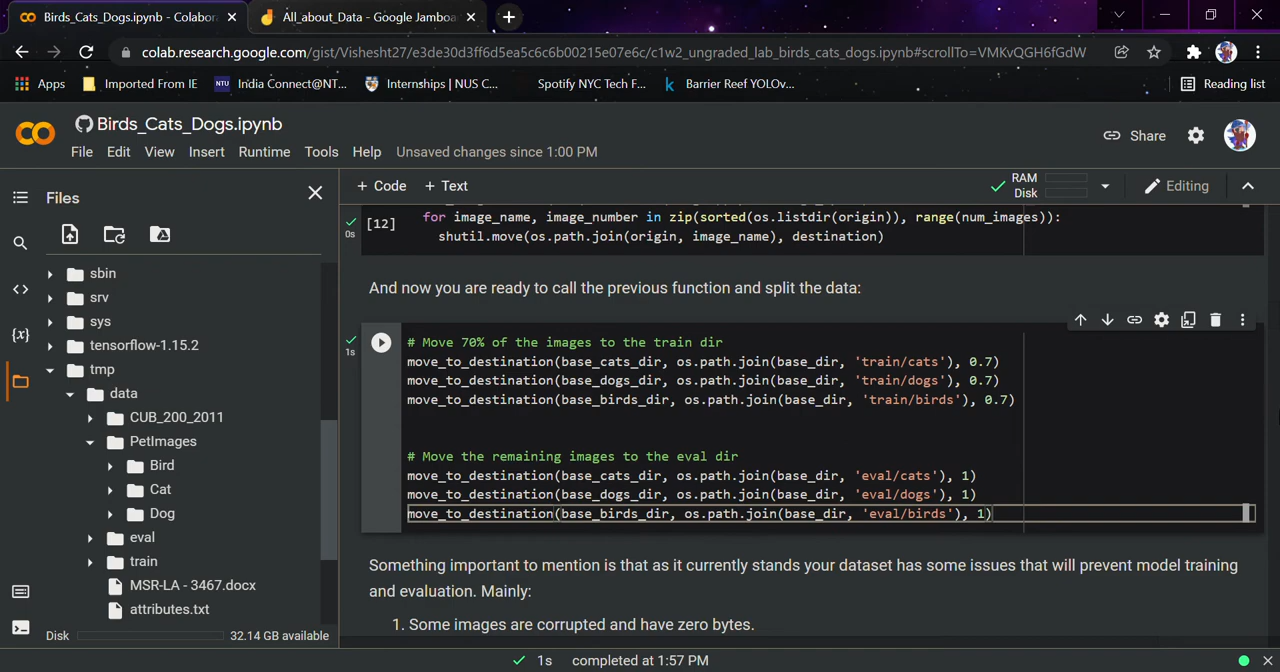 Birds_Cats_Dogs.ipynb - Colabor
All_about_Data - Google Jamboa
colab.research.google.com/gist/Vishesht27/e3de30d3ff6d5ea5c6c6b00215e07e6c/c1w2_ungraded_lab_birds_cats_dogs.ipynb#scrollTo=VMKvQGH6fGdW
Apps
Imported From IE
NTU India Connect@NT...
Internships | NUS C...
Spotify NYC Tech F...
k Barrier Reef YOLOv...
Reading list
Birds_Cats_Dogs.ipynb
File Edit View Insert Runtime Tools Help Unsaved changes since 1:00 PM
Share
Files
+ Code + Text
RAM
Disk
Editing
sbin
srv
sys
tensorflow-1.15.2
tmp
data
CUB_200_2011
PetImages
Bird
Cat
Dog
eval
train
MSR-LA - 3467.docx
attributes.txt
Disk 32.14 GB available
0s
[12]
for image_name, image_number in zip(sorted(os.listdir(origin)), range(num_images)):
shutil.move(os.path.join(origin, image_name), destination)
And now you are ready to call the previous function and split the data:
1s
# Move 70% of the images to the train dir
move_to_destination(base_cats_dir, os.path.join(base_dir, 'train/cats'), 0.7)
move_to_destination(base_dogs_dir, os.path.join(base_dir, 'train/dogs'), 0.7)
move_to_destination(base_birds_dir, os.path.join(base_dir, 'train/birds'), 0.7)
# Move the remaining images to the eval dir
move_to_destination(base_cats_dir, os.path.join(base_dir, 'eval/cats'), 1)
move_to_destination(base_dogs_dir, os.path.join(base_dir, 'eval/dogs'), 1)
move_to_destination(base_birds_dir, os.path.join(base_dir, 'eval/birds'), 1)
Something important to mention is that as it currently stands your dataset has some issues that will prevent model training
and evaluation. Mainly:
1. Some images are corrupted and have zero bytes.
1s completed at 1:57 PM